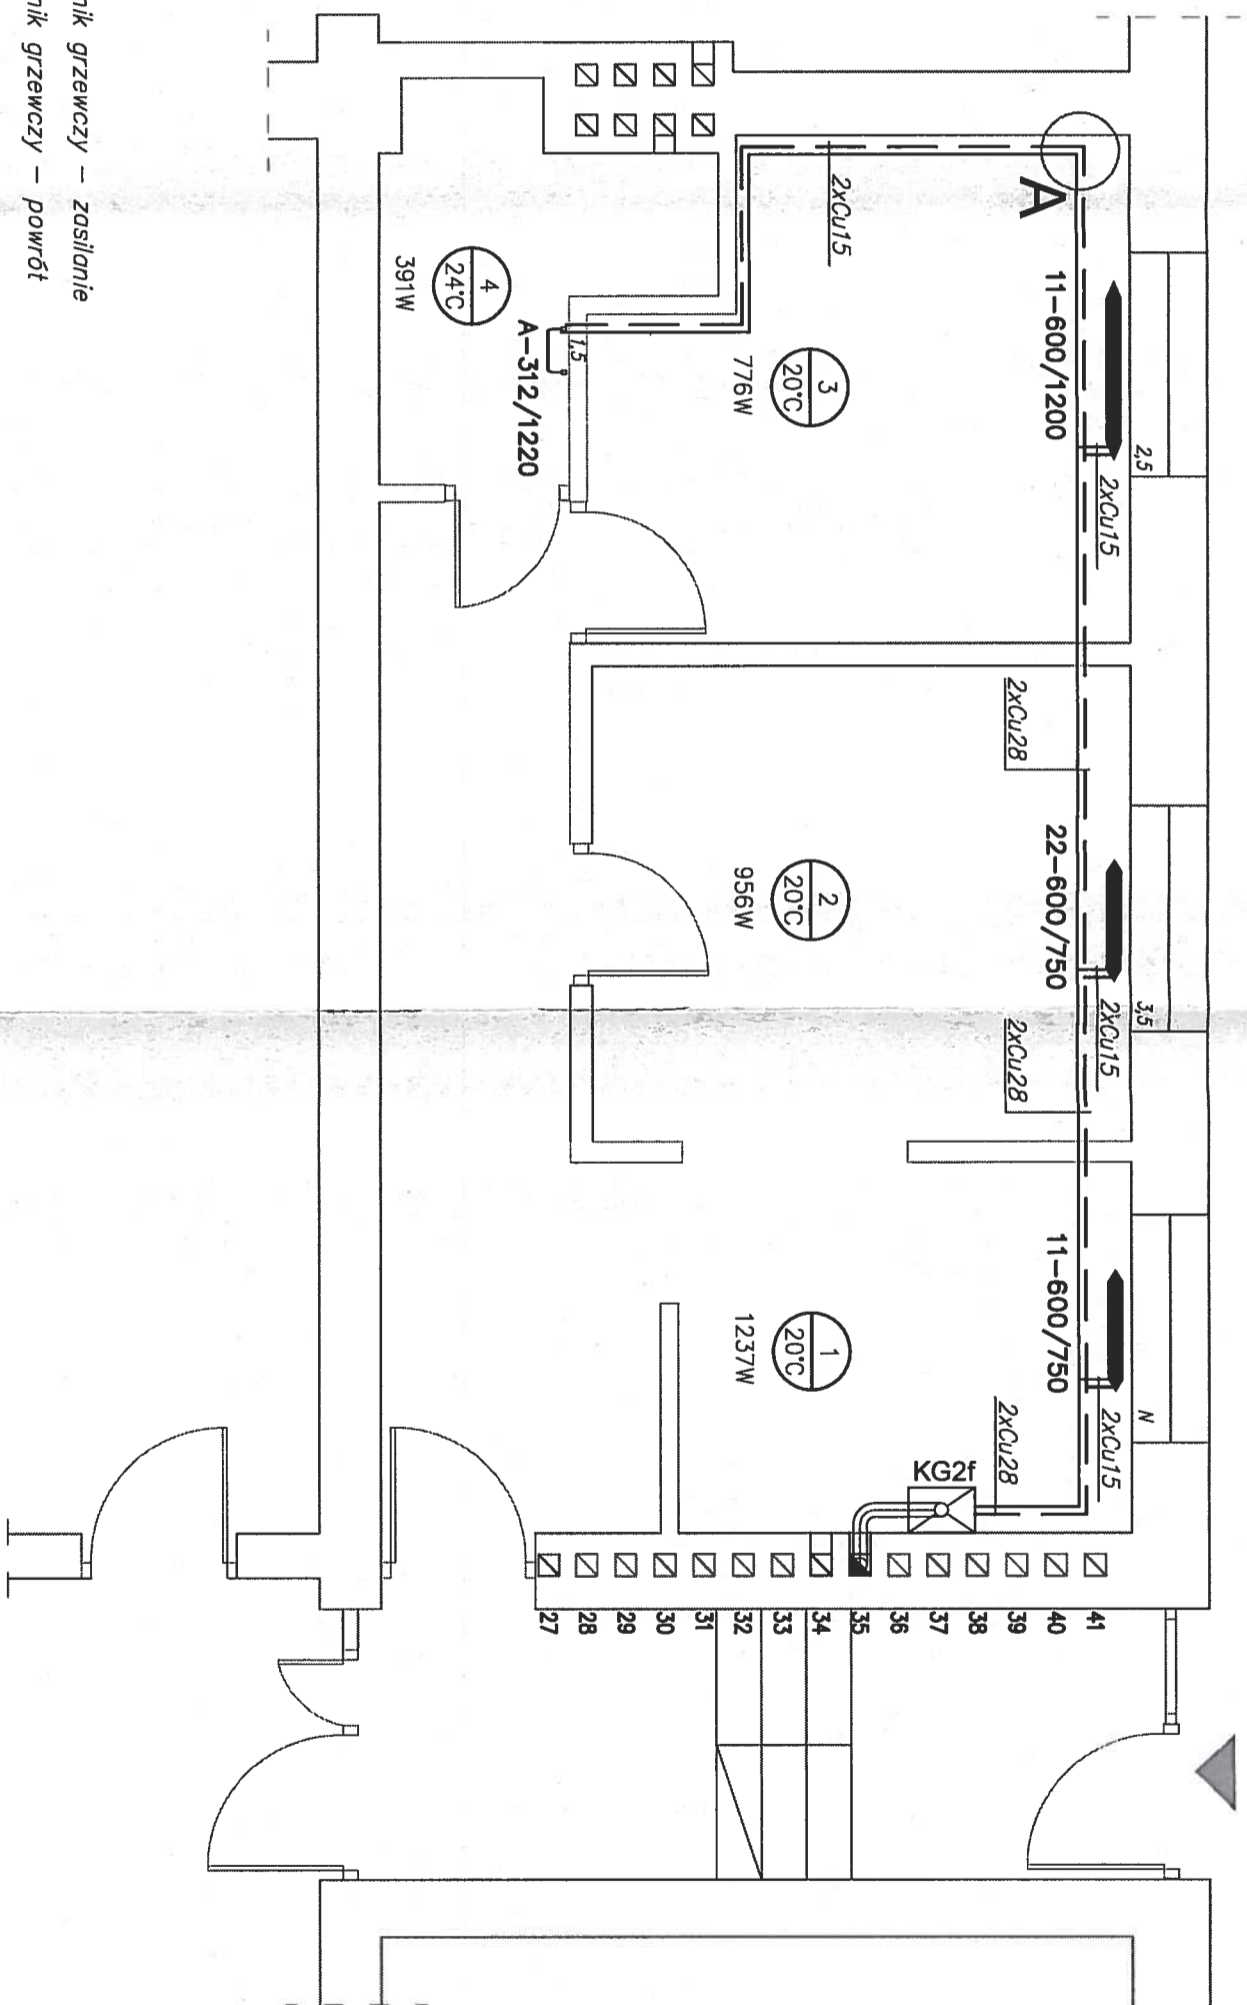 nik grzewczy – zasilanie
nik grzewczy – powrót
A
2xCu15
11-600/1200
2,5
2xCu15
4
24°C
391W
A-312/1220
1,5
3
20°C
776W
2xCu28
22-600/750
3,5
2xCu15
2xCu28
2
20°C
956W
11-600/750
N
2xCu15
2xCu28
1
20°C
1237W
KG2f
27
28
29
30
31
32
33
34
35
36
37
38
39
40
41